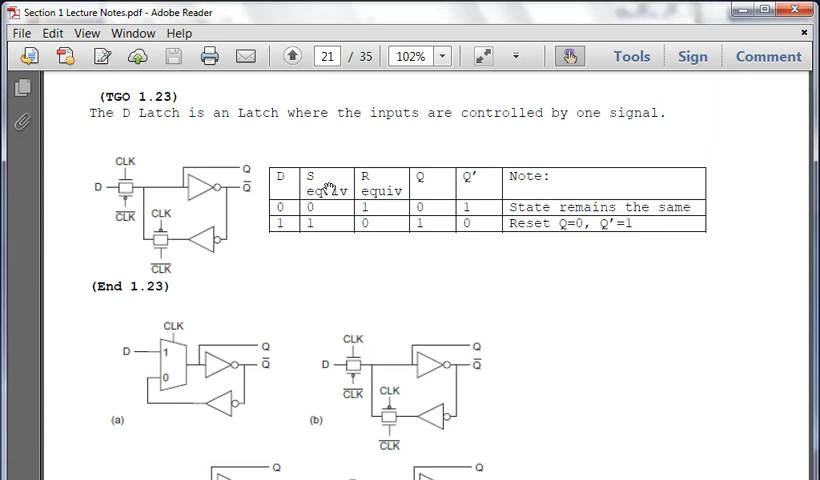 Section 1 Lecture Notes.pdf - Adobe Reader
File Edit View Window Help
21 / 35 102% Tools Sign Comment
(TGO 1.23)
The D Latch is an Latch where the inputs are controlled by one signal.
CLK
D
Q
Q
CLK
CLK
CLK
D S equiv R equiv Q Q' Note:
0 0 1 0 1 State remains the same
1 1 0 1 0 Reset Q=0, Q'=1
(End 1.23)
CLK
D 1
0
Q
Q
(a)
CLK
D
Q
Q
CLK
CLK
CLK
(b)
Q
Q